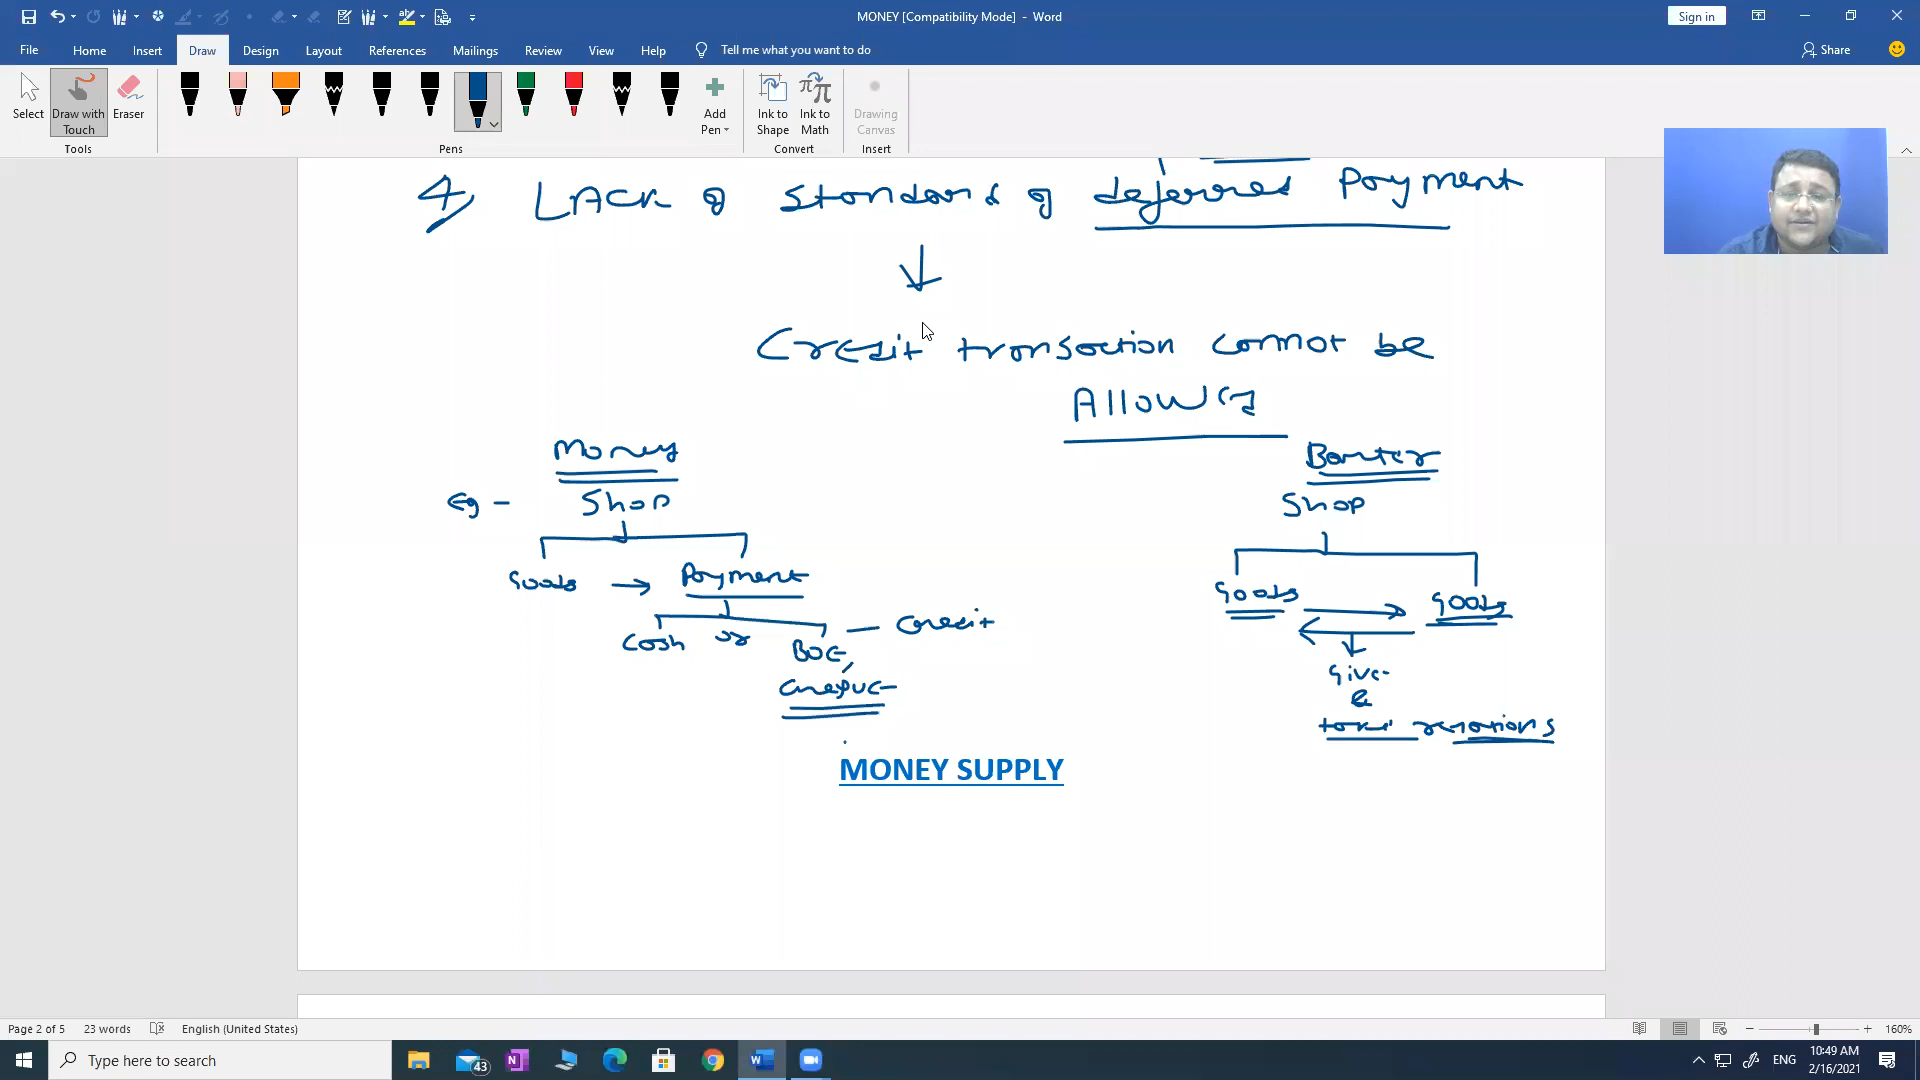 MONEY [Compatibility Mode] - Word
Sign in
File Home Insert Draw Design Layout References Mailings Review View Help Tell me what you want to do Share
Select Draw with Touch Eraser Add Pen Ink to Shape Ink to Math Drawing Canvas
Tools Pens Convert Insert
4) LACK of Standard of deferred Payment
Credit transaction cannot be
Allowed
Money Barter
Eg - Shop Shop
Goods → Payment Goods Goods
Cash or BOE, — Credit
Cheque
Give
&
take reactions
MONEY SUPPLY
Page 2 of 5 23 words English (United States) 160%
Type here to search
43
ENG
10:49 AM
2/16/2021